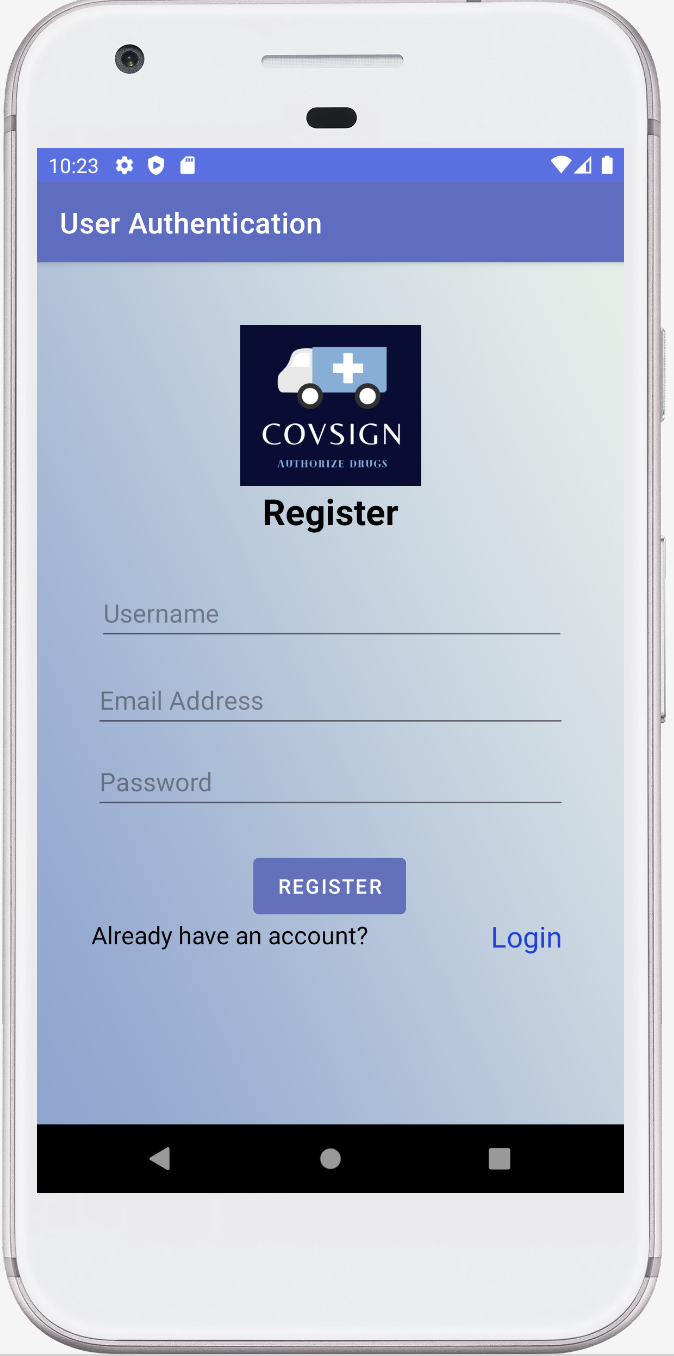 10:23
User Authentication
COVSIGN
AUTHORIZE DRUGS
Register
Username
Email Address
Password
REGISTER
Already have an account? Login